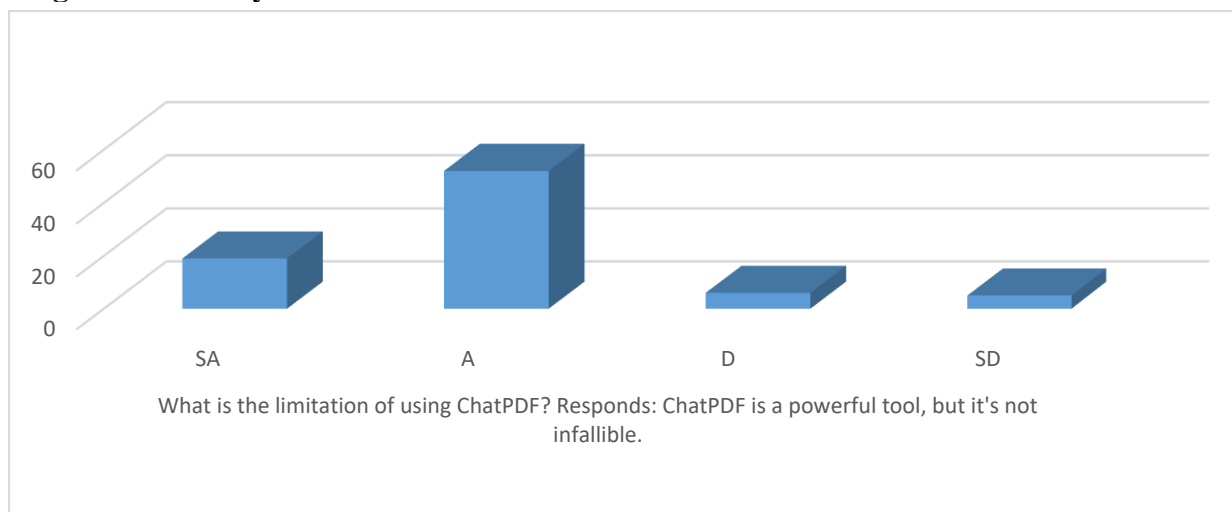 60
40
20
0
SA A D SD
What is the limitation of using ChatPDF? Responds: ChatPDF is a powerful tool, but it's not
infallible.